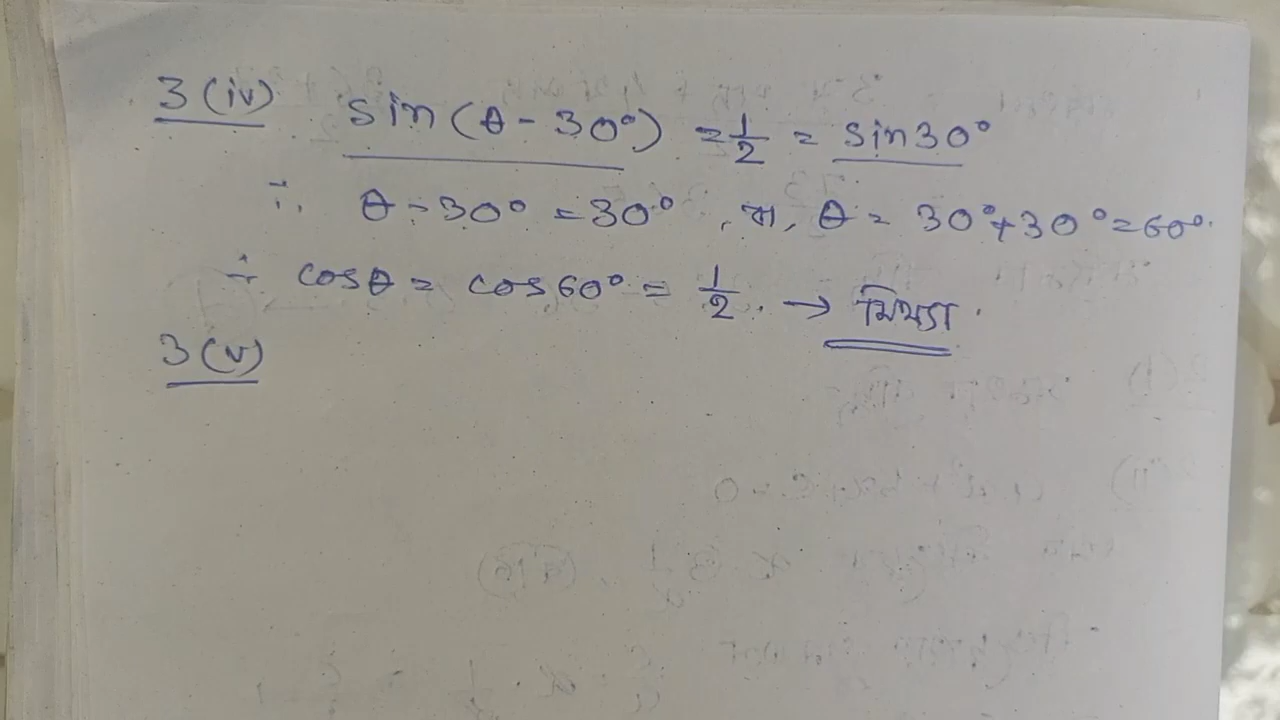 3(iv) sin(θ - 30°) = 1/2 = sin30°
∴ θ - 30° = 30°, বা, θ = 30°+30°=60°.
∴ cosθ = cos60° = 1/2. → মিথ্যা.
3(v)